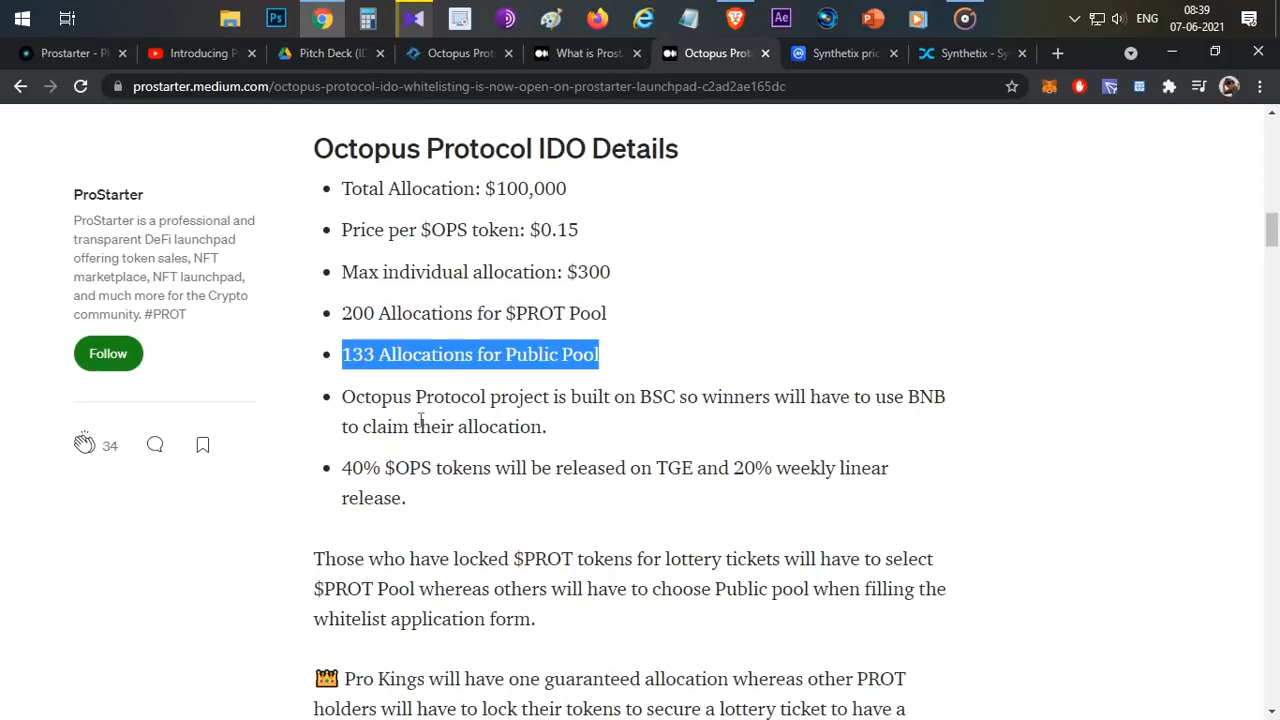 Ps
Ae
ENG
08:39
07-06-2021
Prostarter - Pl
Introducing P
Pitch Deck (ID
Octopus Prot
What is Prost
Octopus Prot
Synthetix pric
Synthetix - Sy
prostarter.medium.com/octopus-protocol-ido-whitelisting-is-now-open-on-prostarter-launchpad-c2ad2ae165dc
ProStarter
ProStarter is a professional and
transparent DeFi launchpad
offering token sales, NFT
marketplace, NFT launchpad,
and much more for the Crypto
community. #PROT
Follow
34
Octopus Protocol IDO Details
Total Allocation: $100,000
Price per $OPS token: $0.15
Max individual allocation: $300
200 Allocations for $PROT Pool
133 Allocations for Public Pool
Octopus Protocol project is built on BSC so winners will have to use BNB
to claim their allocation.
40% $OPS tokens will be released on TGE and 20% weekly linear
release.
Those who have locked $PROT tokens for lottery tickets will have to select
$PROT Pool whereas others will have to choose Public pool when filling the
whitelist application form.
👑 Pro Kings will have one guaranteed allocation whereas other PROT
holders will have to lock their tokens to secure a lottery ticket to have a